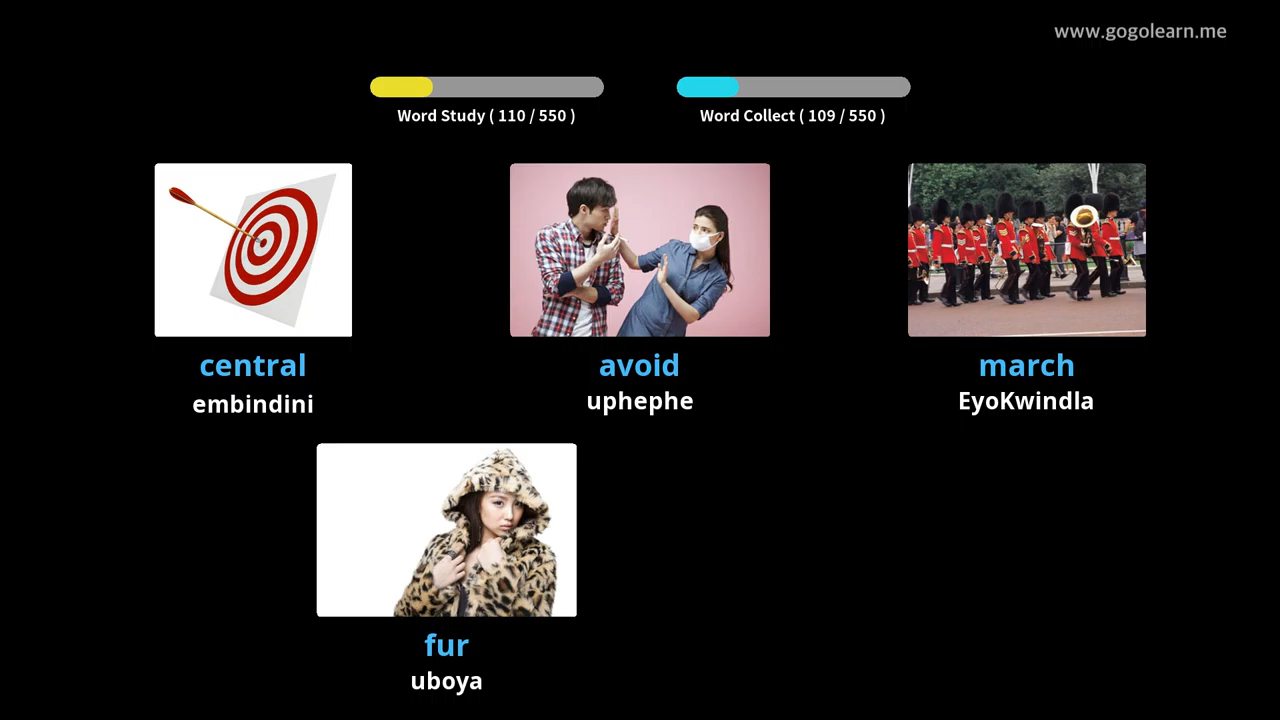 www.gogolearn.me
Word Study ( 110 / 550 )
Word Collect ( 109 / 550 )
central
embindini
avoid
uphephe
march
EyoKwindla
fur
uboya